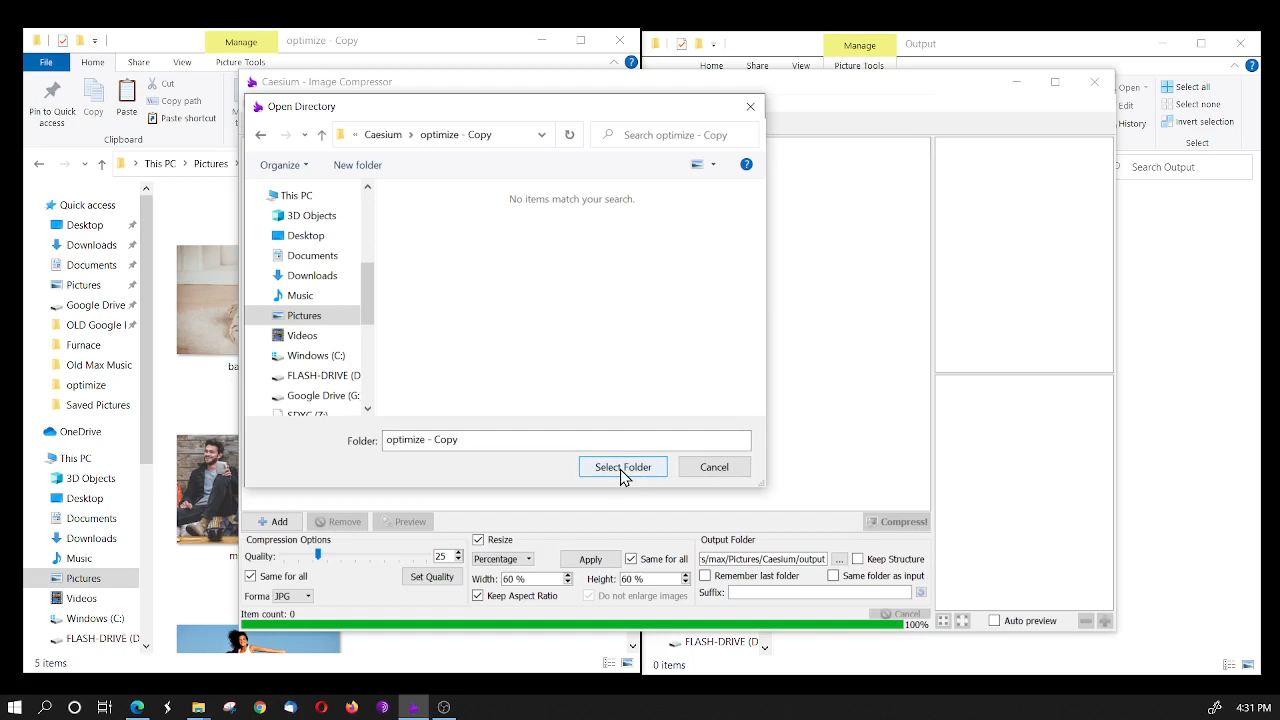 Manage
optimize - Copy
File
Home
Share
View
Picture Tools
Pin to Quick access
Copy
Paste
Cut
Copy path
Paste shortcut
Clipboard
This PC
Pictures
Quick access
Desktop
Downloads
Documents
Pictures
Google Drive
OLD Google
Furnace
Old Max Music
optimize
Saved Pictures
OneDrive
This PC
3D Objects
Desktop
Documents
Downloads
Music
Pictures
Videos
Windows (C:)
FLASH-DRIVE (D
5 items
Manage
Output
Home
Share
View
Picture Tools
Open
Edit
History
Select all
Select none
Invert selection
Select
Search Output
FLASH-DRIVE (D
0 items
Caesium - Image Compressor
Open Directory
« Caesium › optimize - Copy
Search optimize - Copy
Organize
New folder
This PC
3D Objects
Desktop
Documents
Downloads
Music
Pictures
Videos
Windows (C:)
FLASH-DRIVE (D
Google Drive (G:
SDXC (Z:)
No items match your search.
Folder: optimize - Copy
Select Folder
Cancel
Add
Remove
Preview
Compress!
Compression Options
Quality:
25
Same for all
Set Quality
Forma
JPG
Resize
Percentage
Apply
Same for all
Width: 60 %
Height: 60 %
Keep Aspect Ratio
Do not enlarge images
Output Folder
s/max/Pictures/Caesium/output
...
Keep Structure
Remember last folder
Same folder as input
Suffix:
Item count: 0
Cancel
100%
Auto preview
4:31 PM